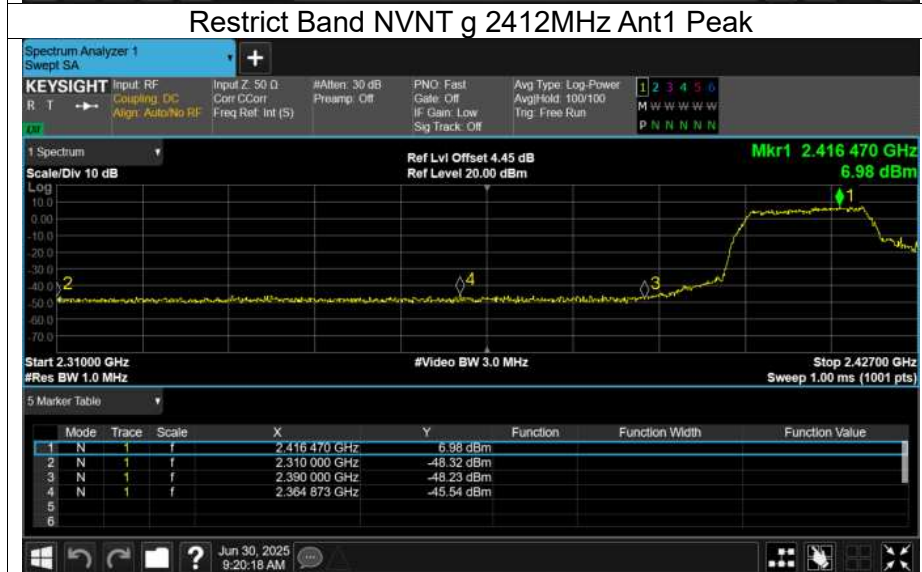 Restrict Band NVNT g 2412MHz Ant1 Peak
Spectrum Analyzer 1
Swept SA
+
KEYSIGHT Input: RF Input Z: 50 Ω #Atten: 30 dB PNO: Fast Avg Type: Log-Power 1 2 3 4 5 6
R T Coupling: DC Corr CCorr Preamp: Off Gate: Off Avg|Hold: 100/100 M W W W W W
Align: Auto/No RF Freq Ref: Int (S) IF Gain: Low Trig: Free Run
Sig Track: Off P N N N N N
1 Spectrum Ref Lvl Offset 4.45 dB Mkr1 2.416 470 GHz
Scale/Div 10 dB Ref Level 20.00 dBm 6.98 dBm
Log
10.0
0.00
-10.0
-20.0
-30.0
-40.0
-50.0
-60.0
-70.0
1
2
4
3
Start 2.31000 GHz #Video BW 3.0 MHz Stop 2.42700 GHz
#Res BW 1.0 MHz Sweep 1.00 ms (1001 pts)
5 Marker Table
Mode Trace Scale X Y Function Function Width Function Value
1 N 1 f 2.416 470 GHz 6.98 dBm
2 N 1 f 2.310 000 GHz -48.32 dBm
3 N 1 f 2.390 000 GHz -48.23 dBm
4 N 1 f 2.364 873 GHz -45.54 dBm
5
6
? Jun 30, 2025
9:20:18 AM